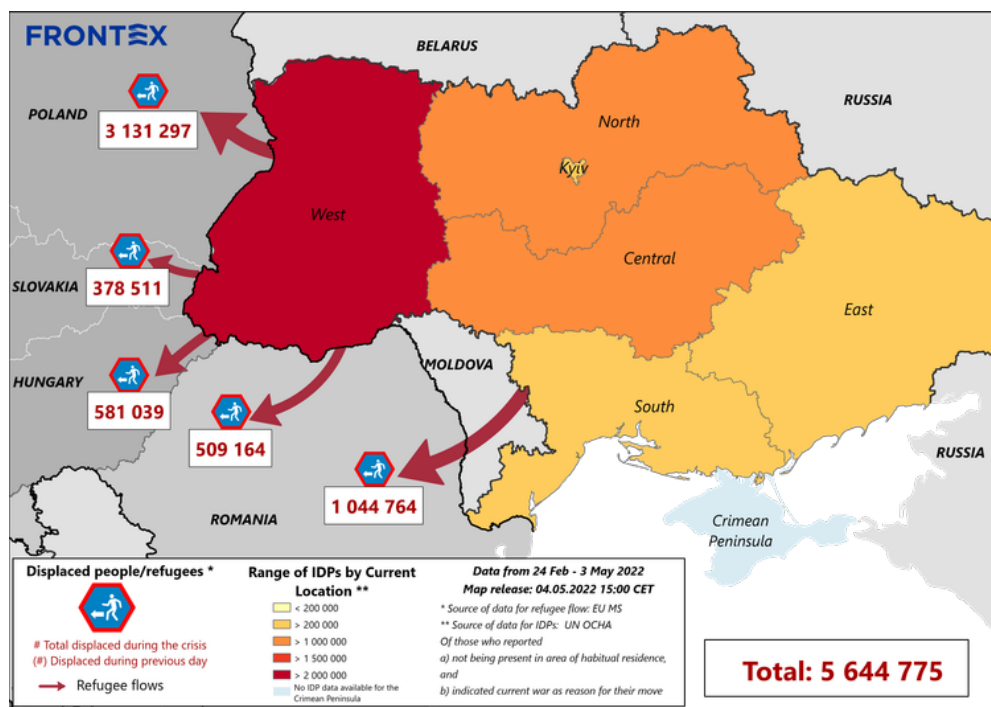 FRONTEX
BELARUS
POLAND
3 131 297
RUSSIA
North
Kyiv
West
Central
SLOVAKIA
378 511
East
MOLDOVA
HUNGARY
581 039
South
509 164
RUSSIA
1 044 764
ROMANIA
Crimean
Peninsula
Displaced people/refugees *
# Total displaced during the crisis
(#) Displaced during previous day
Refugee flows
Range of IDPs by Current
Location **
< 200 000
> 200 000
> 1 000 000
> 1 500 000
> 2 000 000
No IDP data available for the
Crimean Peninsula
Data from 24 Feb - 3 May 2022
Map release: 04.05.2022 15:00 CET
* Source of data for refugee flow: EU MS
** Source of data for IDPs: UN OCHA
Of those who reported
a) not being present in area of habitual residence,
and
b) indicated current war as reason for their move
Total: 5 644 775